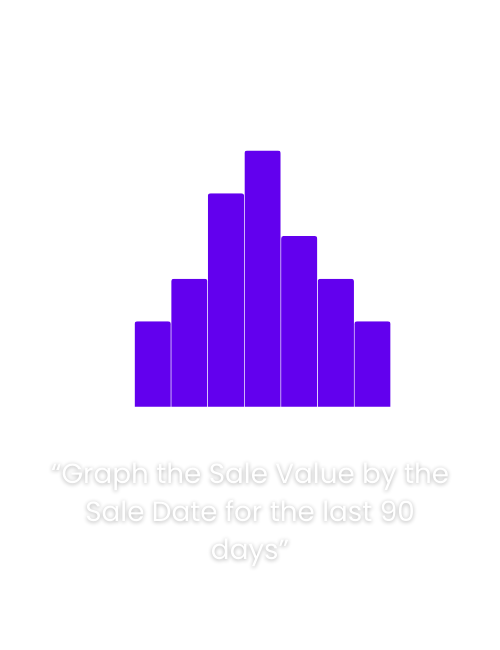 “Graph the Sale Value by the
Sale Date for the last 90
days”